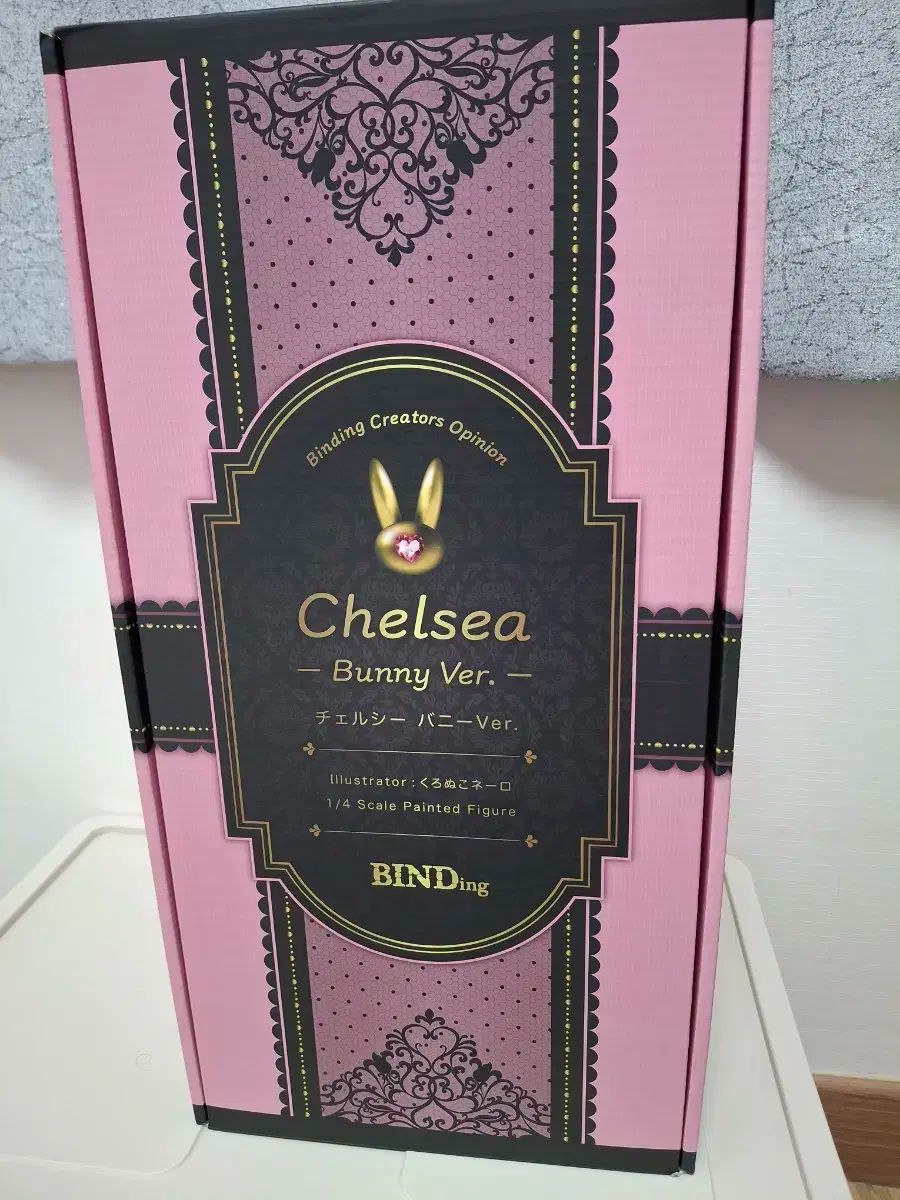 Binding Creators Opinion
Chelsea
— Bunny Ver. —
チェルシー バニーVer.
Illustrator : くろぬこネーロ
1/4 Scale Painted Figure
BINDing